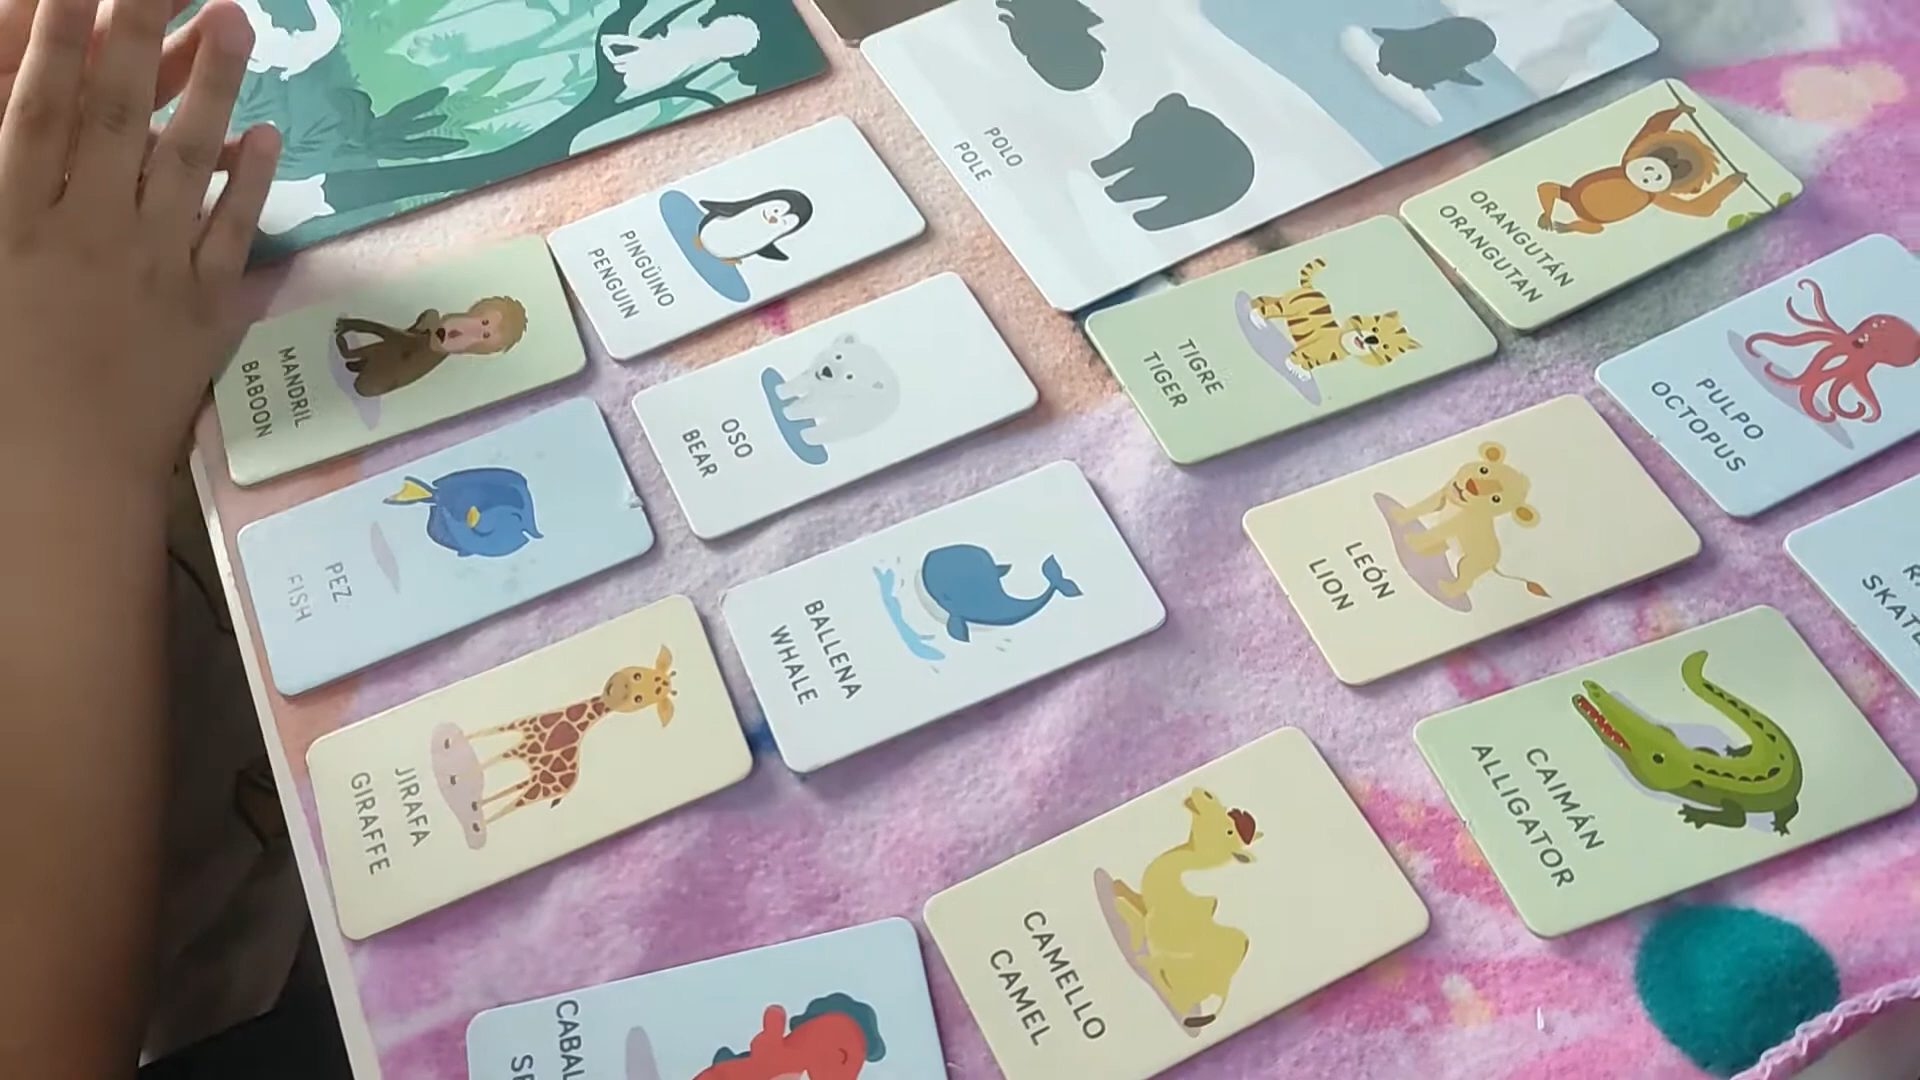 POLO
POLE
PINGÜINO
PENGUIN
ORANGUTÁN
ORANGUTAN
MANDRIL
BABOON
OSO
BEAR
TIGRE
TIGER
PULPO
OCTOPUS
PEZ
FISH
BALLENA
WHALE
LEÓN
LION
JIRAFA
GIRAFFE
CAIMÁN
ALLIGATOR
CAMELLO
CAMEL